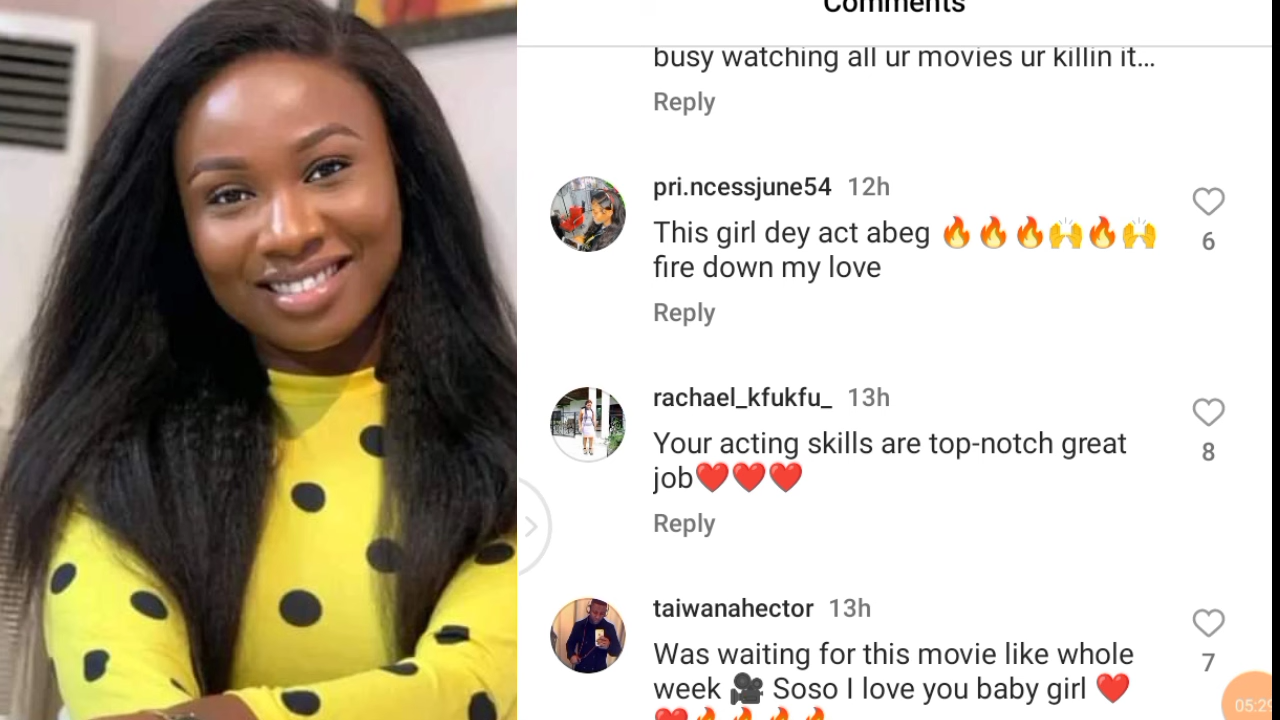 Comments
busy watching all ur movies ur killin it...
Reply
pri.ncessjune54 12h
This girl dey act abeg 🔥🔥🔥🙌🔥🙌
6
fire down my love
Reply
rachael_kfukfu_ 13h
Your acting skills are top-notch great
8
job❤️❤️❤️
Reply
taiwanahector 13h
Was waiting for this movie like whole
7
week 🎥 Soso I love you baby girl ❤️
❤️🔥🔥🔥🔥
05:29